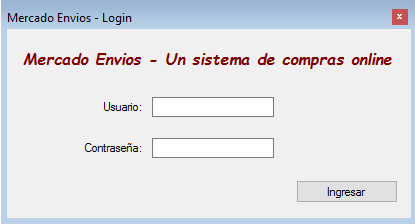 Mercado Envios - Login
Mercado Envios - Un sistema de compras online
Usuario:
Contraseña:
Ingresar